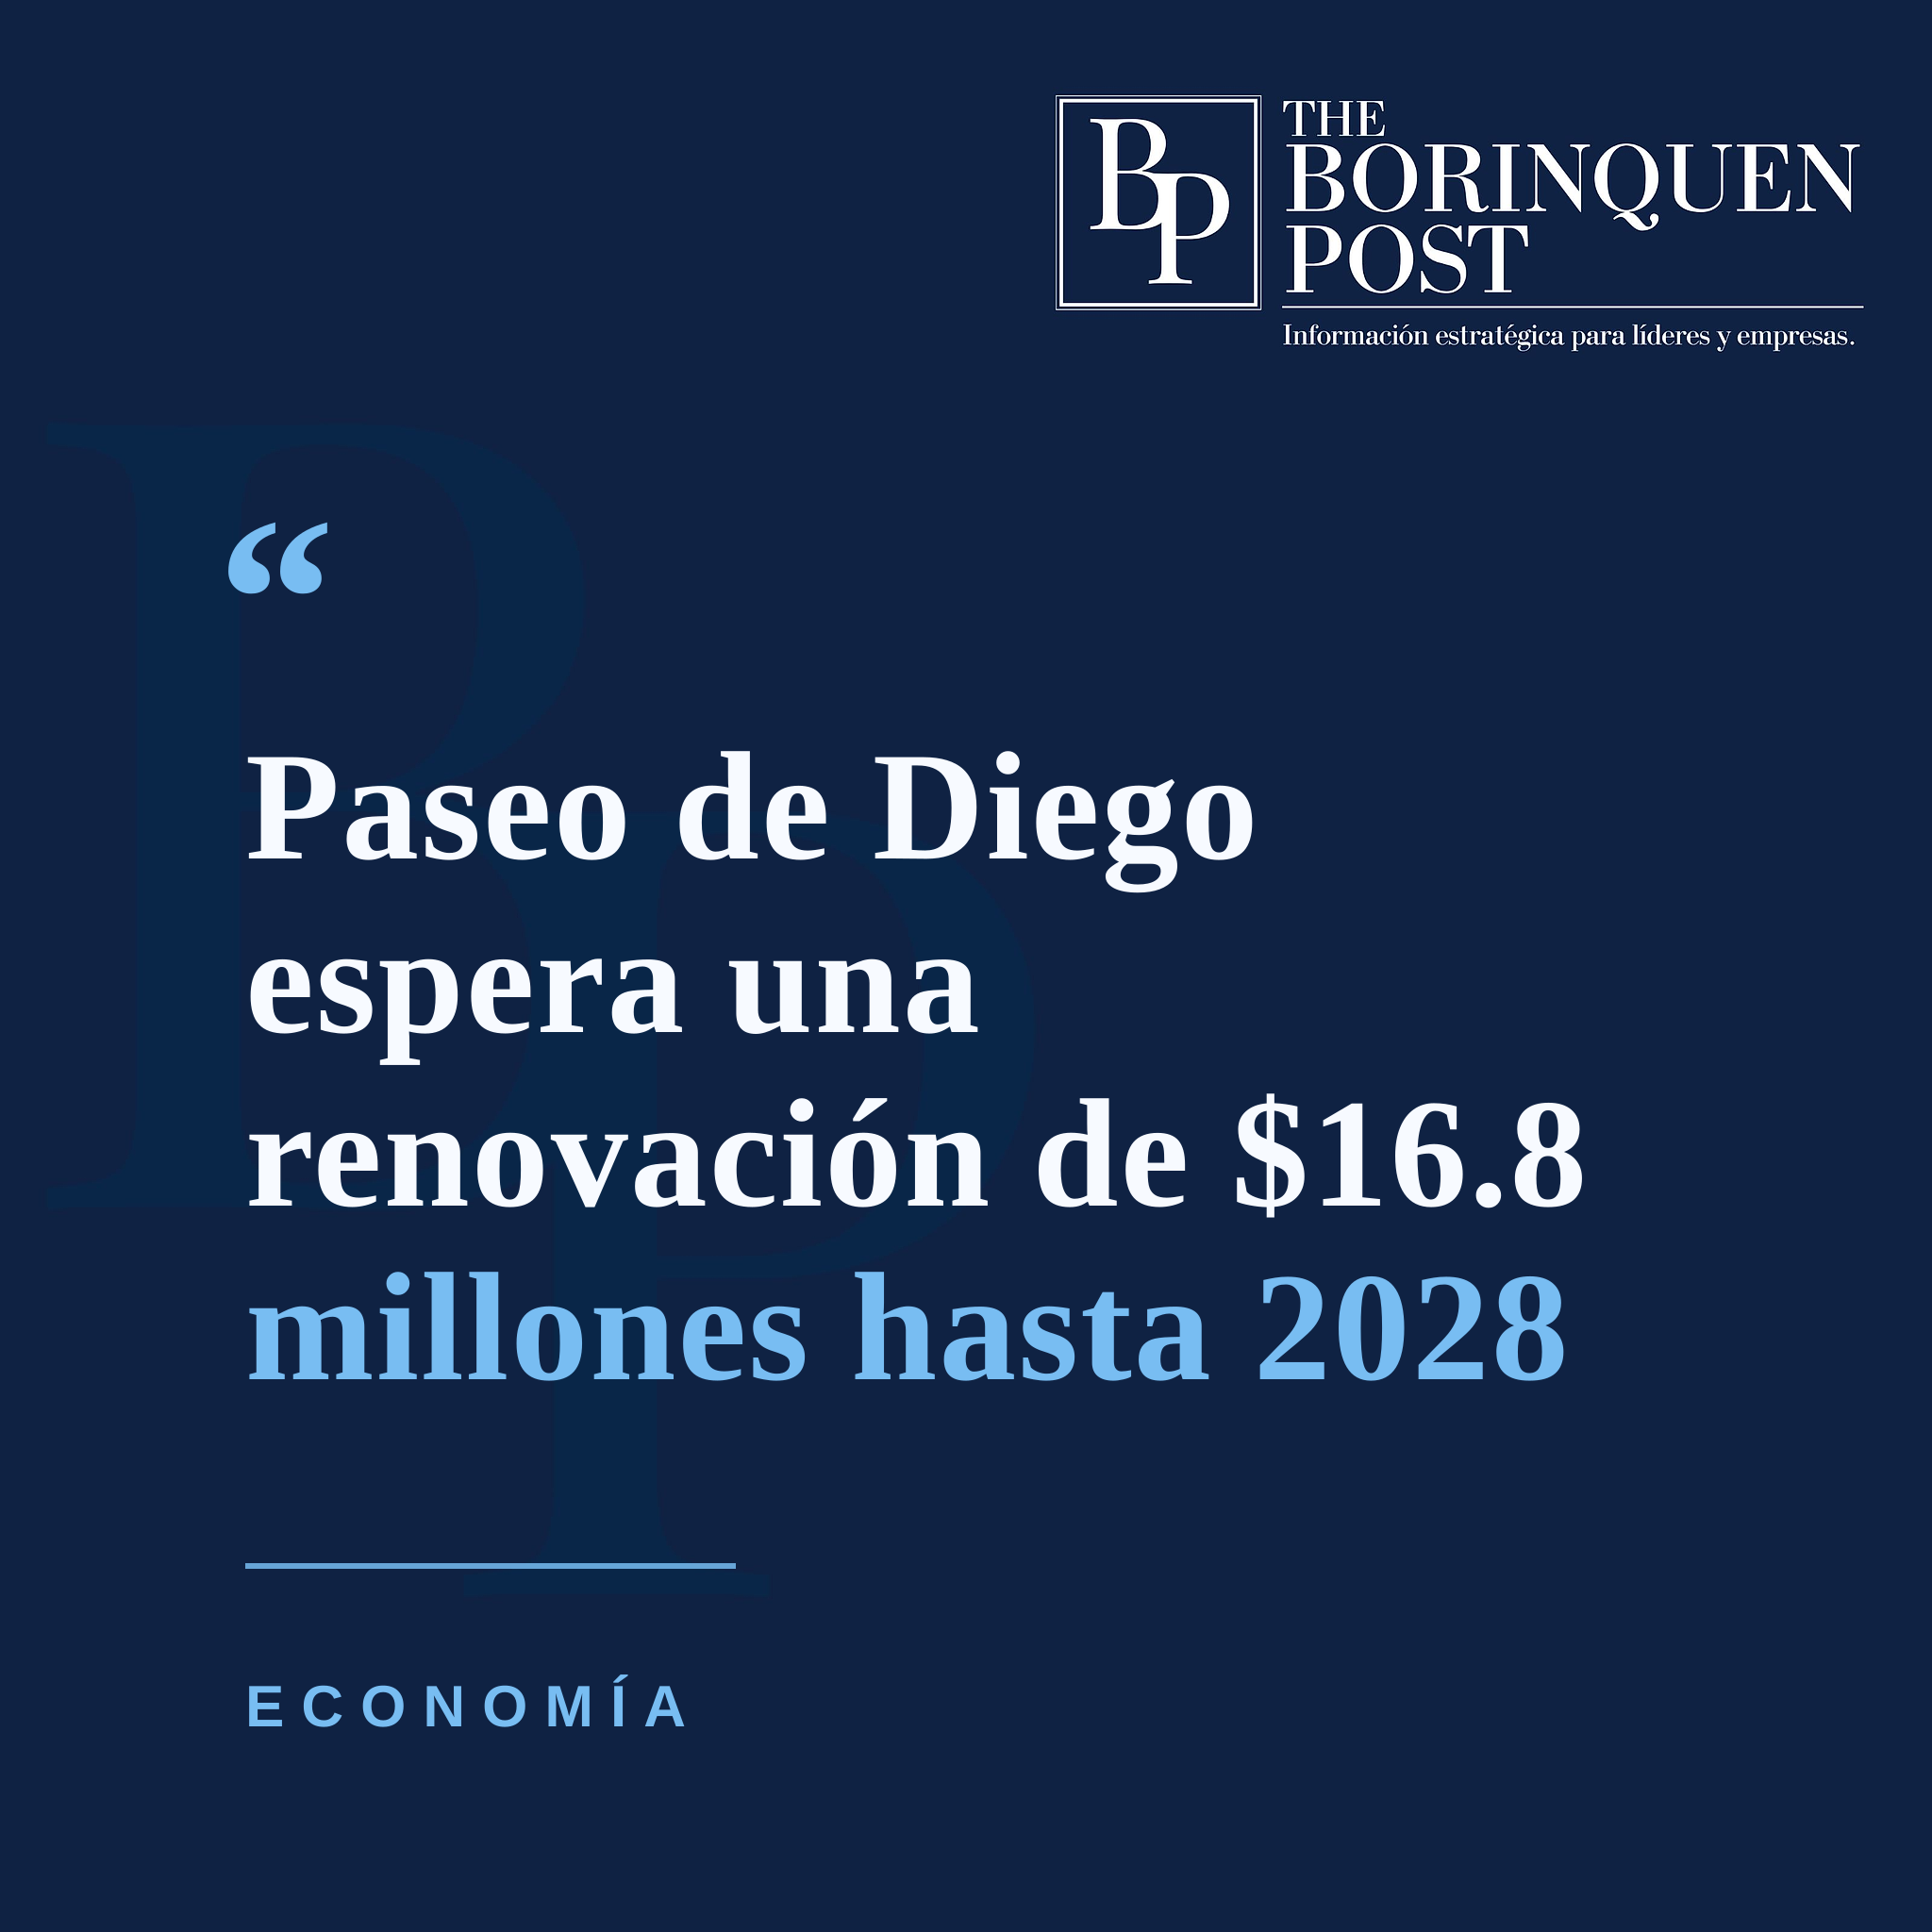 BP
THE
BORINQUEN
POST
Información estratégica para líderes y empresas.
“
Paseo de Diego
espera una
renovación de $16.8
millones hasta 2028
ECONOMÍA